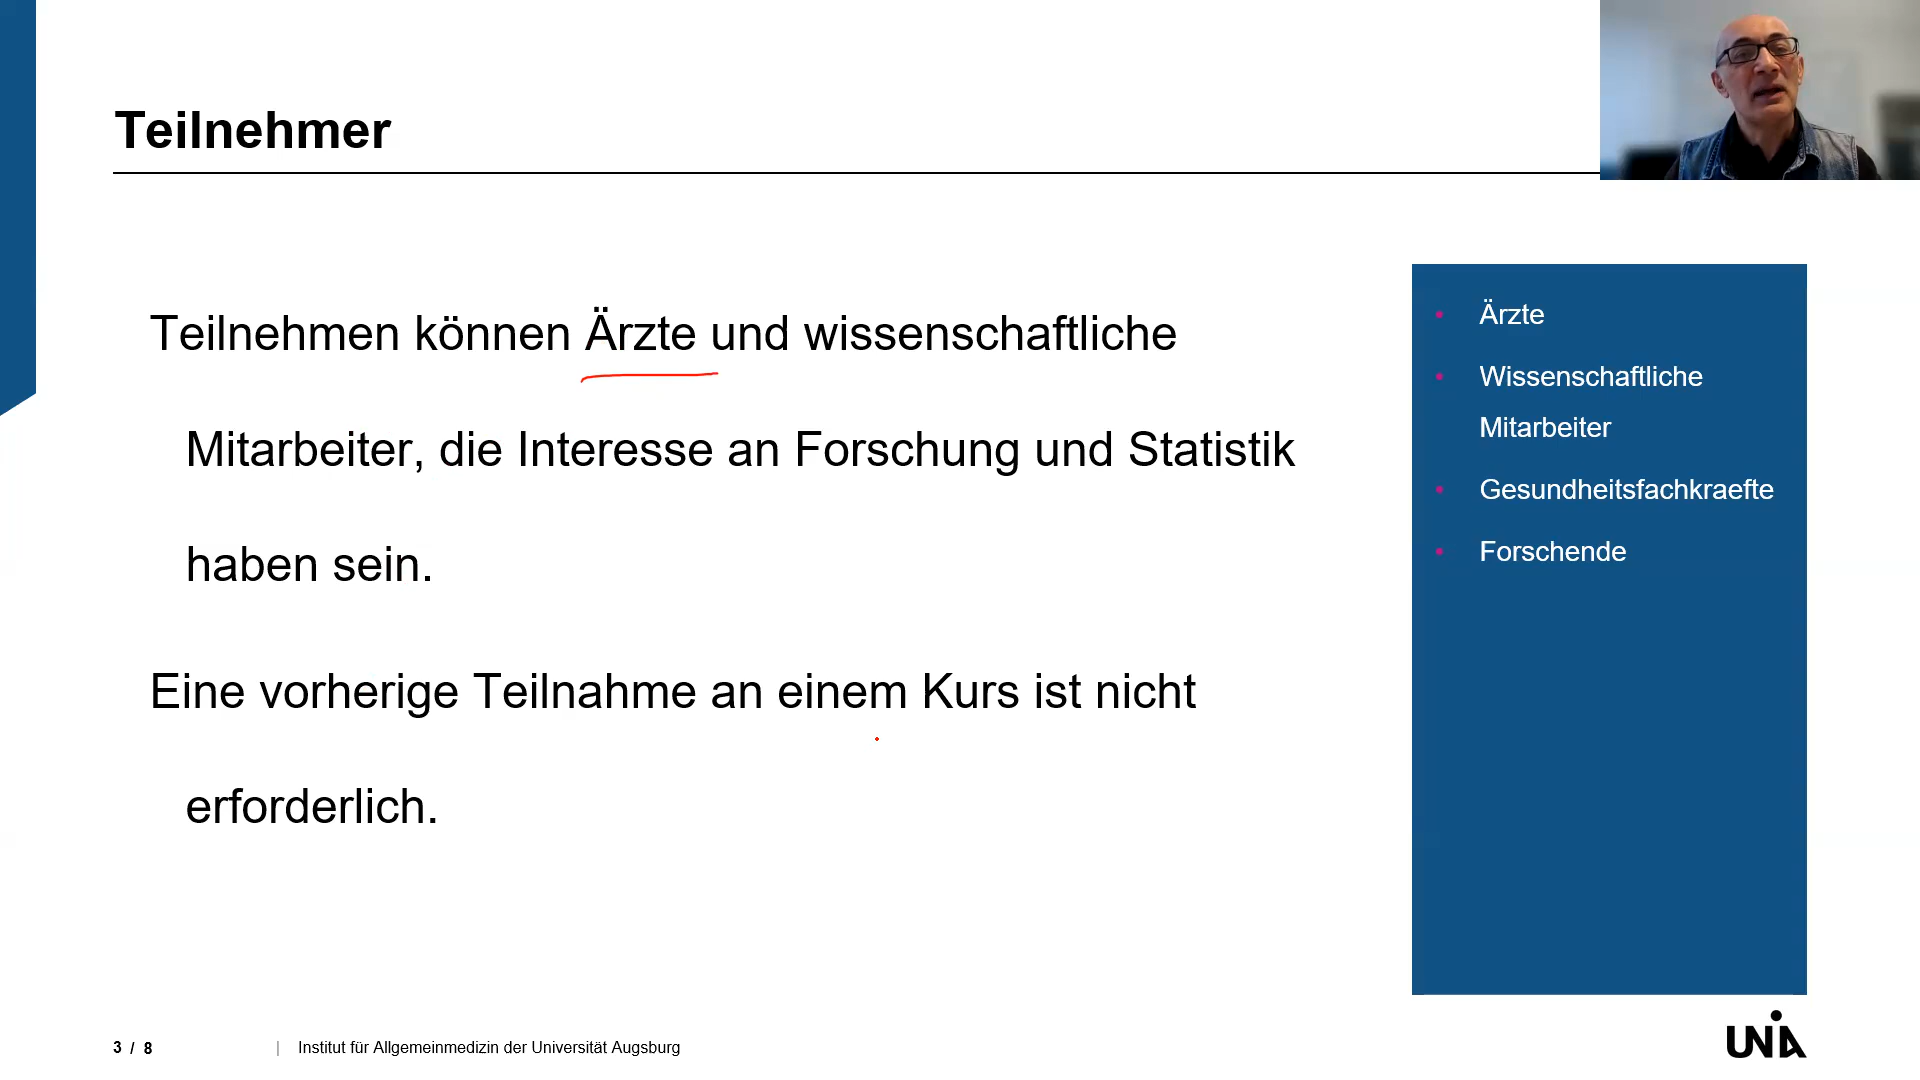 Teilnehmer
Teilnehmen können Ärzte und wissenschaftliche
Mitarbeiter, die Interesse an Forschung und Statistik
haben sein.
Eine vorherige Teilnahme an einem Kurs ist nicht
erforderlich.
• Ärzte
• Wissenschaftliche
Mitarbeiter
• Gesundheitsfachkraefte
• Forschende
3 / 8 | Institut für Allgemeinmedizin der Universität Augsburg
UNIA